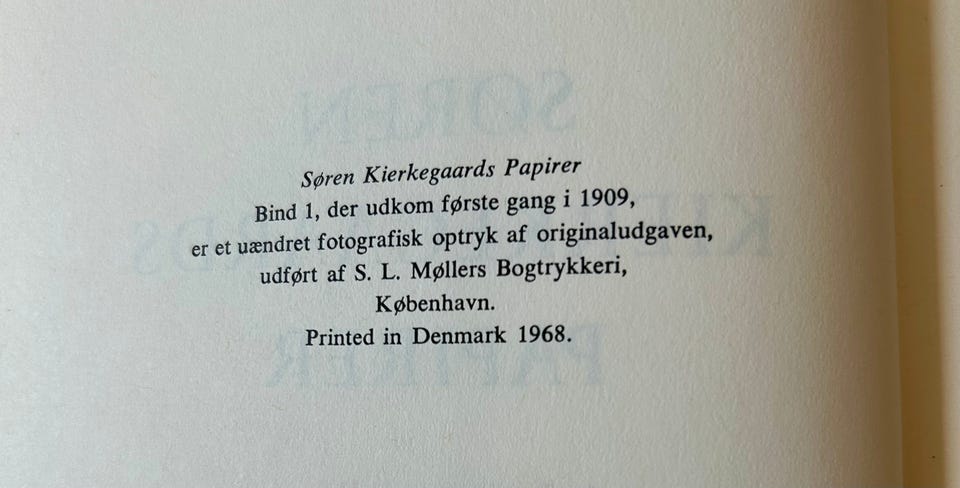 Søren Kierkegaards Papirer
Bind 1, der udkom første gang i 1909,
er et uændret fotografisk optryk af originaludgaven,
udført af S. L. Møllers Bogtrykkeri,
København.
Printed in Denmark 1968.